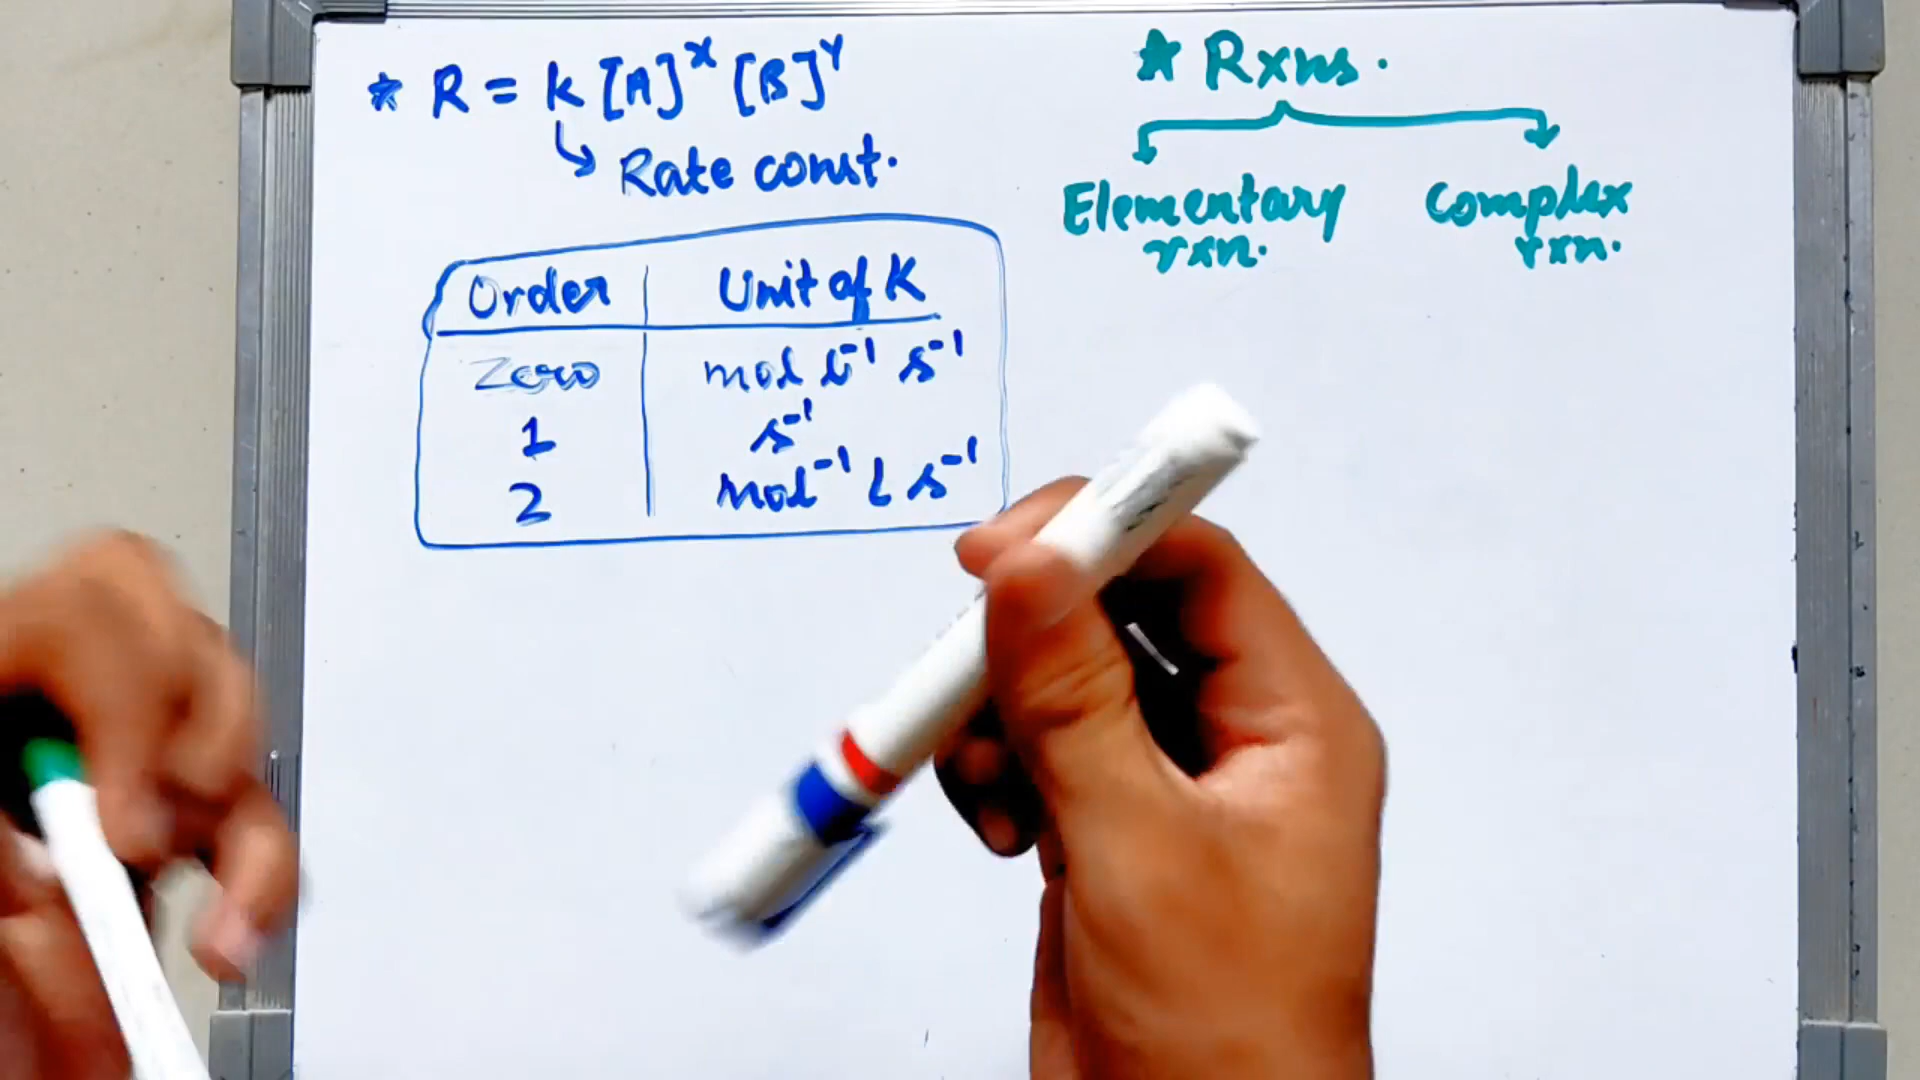 * R = k [A]ˣ [B]ʸ
Rate const.
Order Unit of K
Zero mol L⁻¹ s⁻¹
1 s⁻¹
2 mol⁻¹ L s⁻¹
* Rxns.
Elementary rxn.
Complex rxn.